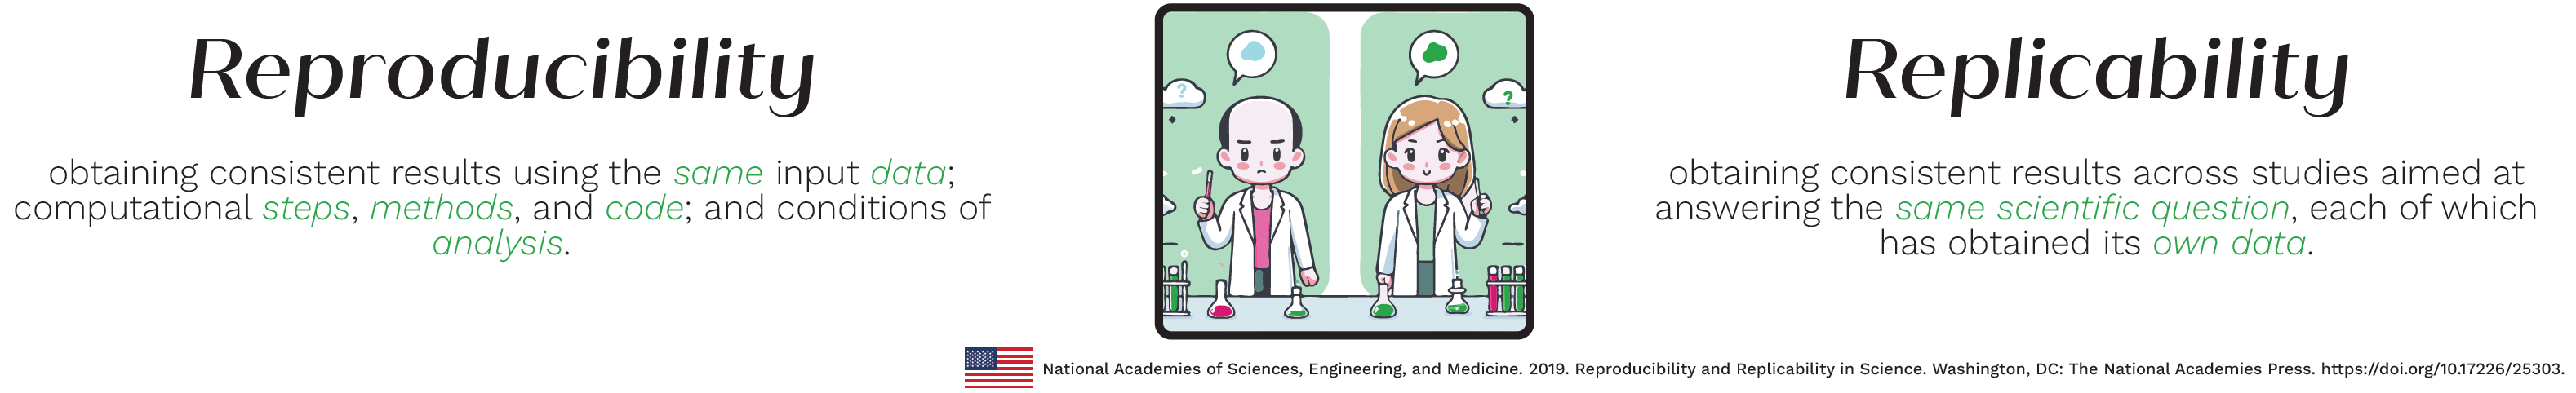 Reproducibility
obtaining consistent results using the same input data;
computational steps, methods, and code; and conditions of
analysis.
?
?
Replicability
obtaining consistent results across studies aimed at
answering the same scientific question, each of which
has obtained its own data.
National Academies of Sciences, Engineering, and Medicine. 2019. Reproducibility and Replicability in Science. Washington, DC: The National Academies Press. https://doi.org/10.17226/25303.